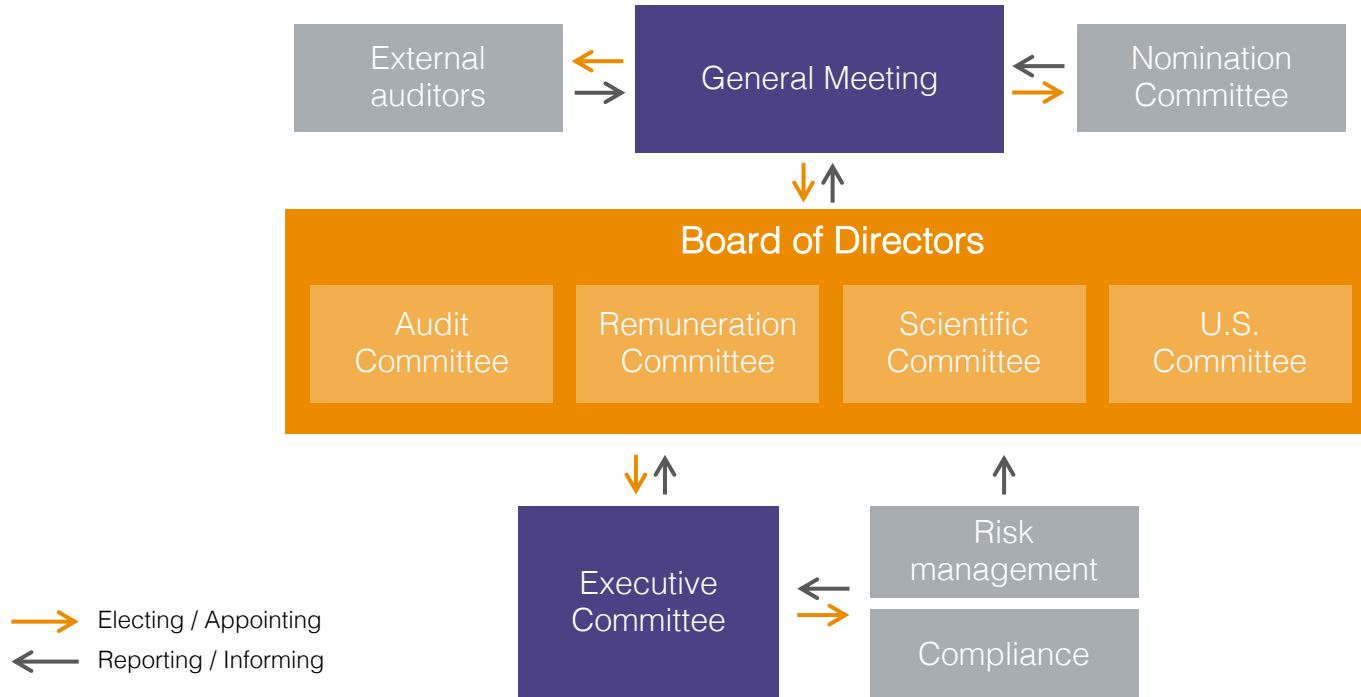 External
auditors
General Meeting
Nomination
Committee
Board of Directors
Audit
Committee
Remuneration
Committee
Scientific
Committee
U.S.
Committee
Executive
Committee
Risk
management
Compliance
Electing / Appointing
Reporting / Informing